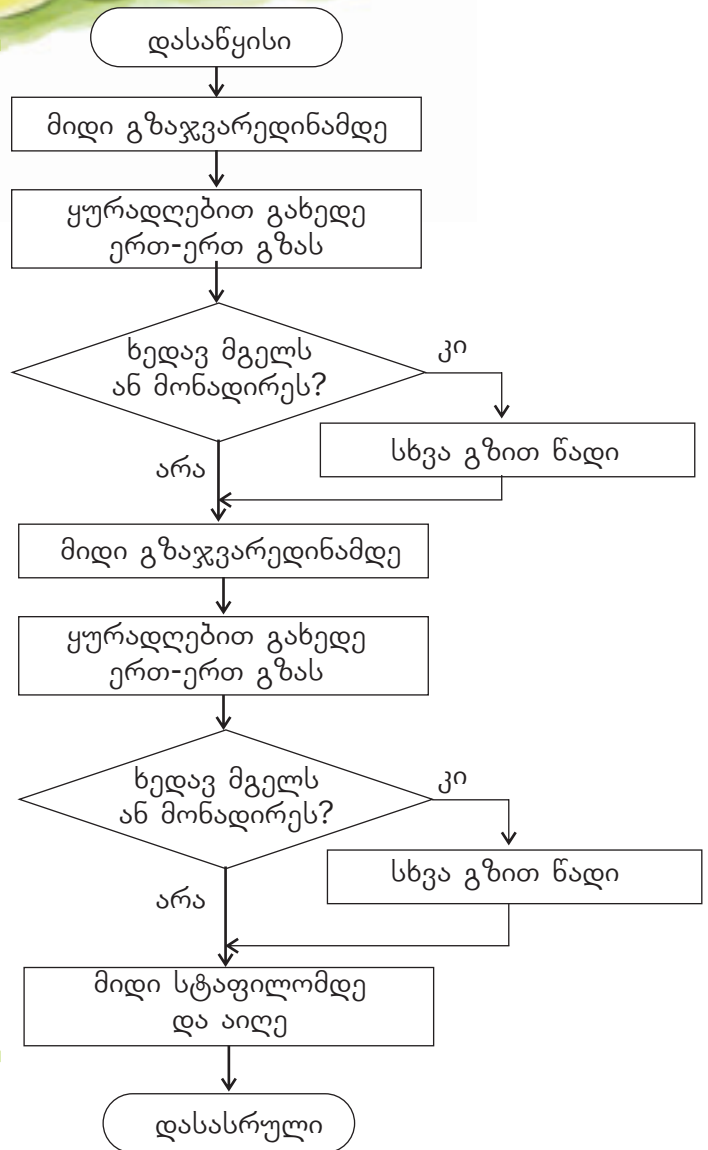 დასაწყისი
მიდი გზაჯვარედინამდე
ყურადღებით გახედე
ერთ-ერთ გზას
ხედავ მგელს
ან მონადირეს?
კი
სხვა გზით წადი
არა
მიდი გზაჯვარედინამდე
ყურადღებით გახედე
ერთ-ერთ გზას
ხედავ მგელს
ან მონადირეს?
კი
სხვა გზით წადი
არა
მიდი სტაფილომდე
და აიღე
დასასრული